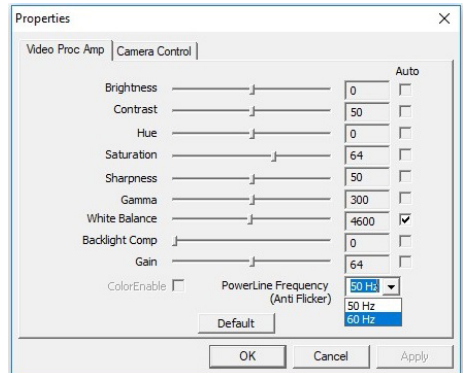 Properties
Video Proc Amp Camera Control
Auto
Brightness 0
Contrast 50
Hue 0
Saturation 64
Sharpness 50
Gamma 300
White Balance 4600
Backlight Comp 0
Gain 64
ColorEnable PowerLine Frequency 50 Hz
(Anti Flicker) 50 Hz
60 Hz
Default
OK Cancel Apply